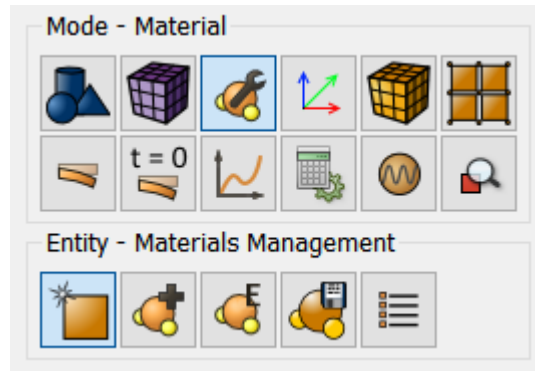 Mode - Material
t = 0
Entity - Materials Management
E